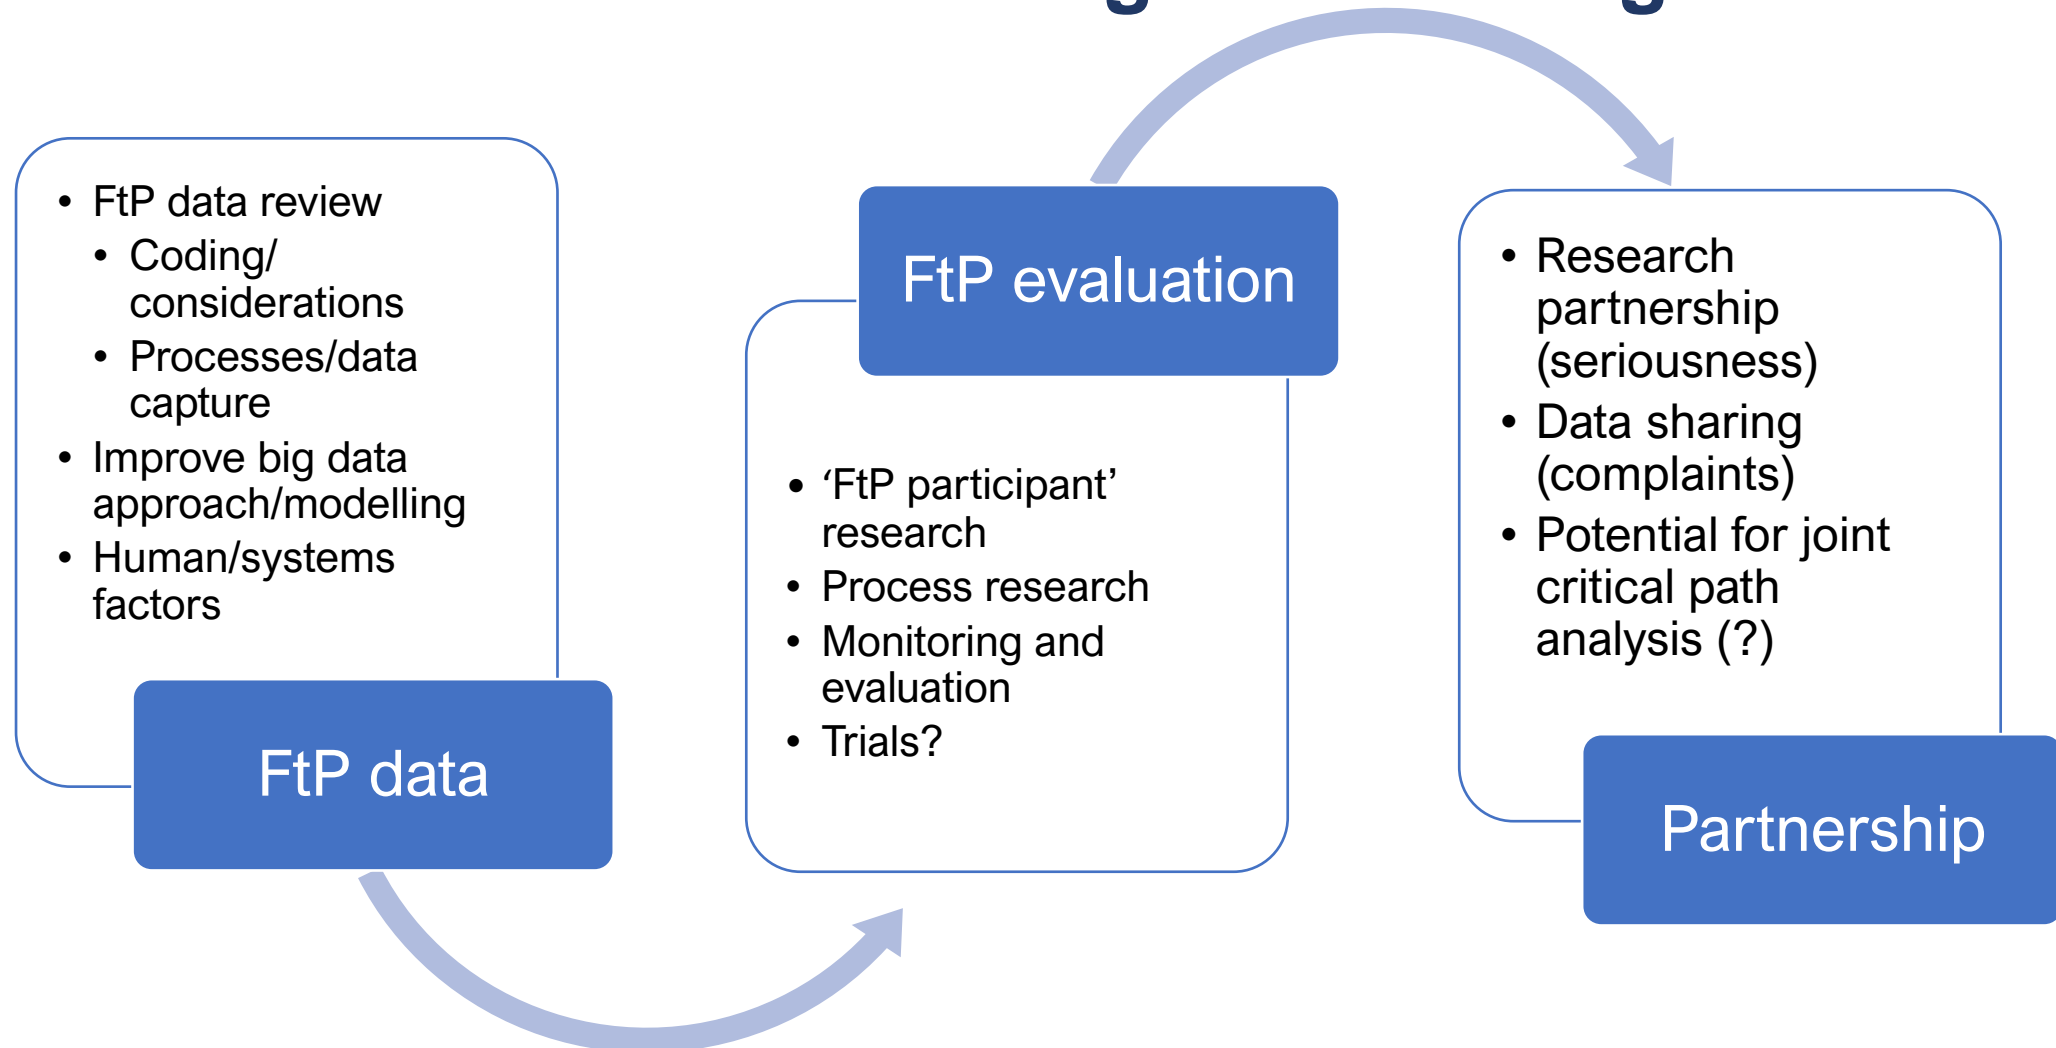 • FtP data review
• Coding/
considerations
• Processes/data
capture
• Improve big data
approach/modelling
• Human/systems
factors
FtP data
FtP evaluation
• ‘FtP participant’
research
• Process research
• Monitoring and
evaluation
• Trials?
• Research
partnership
(seriousness)
• Data sharing
(complaints)
• Potential for joint
critical path
analysis (?)
Partnership